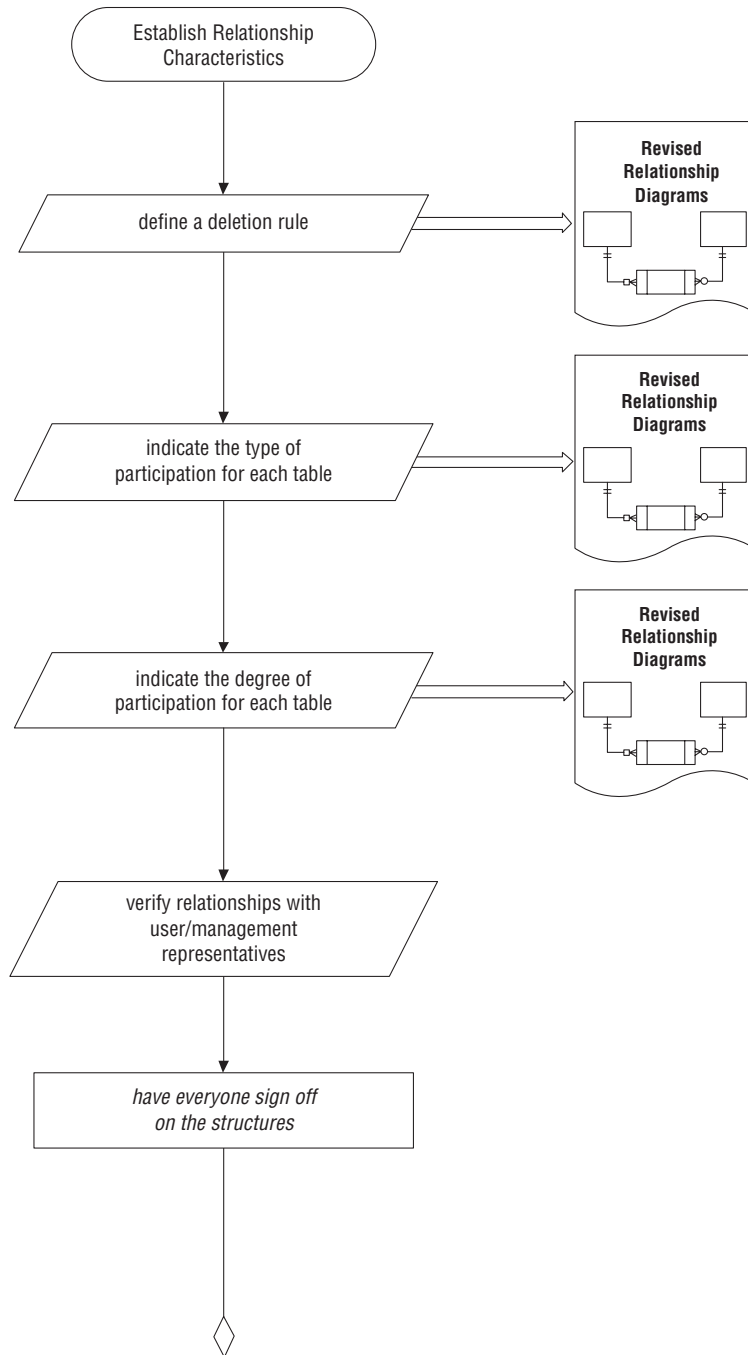 Establish Relationship
Characteristics
define a deletion rule
Revised
Relationship
Diagrams
indicate the type of
participation for each table
Revised
Relationship
Diagrams
indicate the degree of
participation for each table
Revised
Relationship
Diagrams
verify relationships with
user/management
representatives
have everyone sign off
on the structures